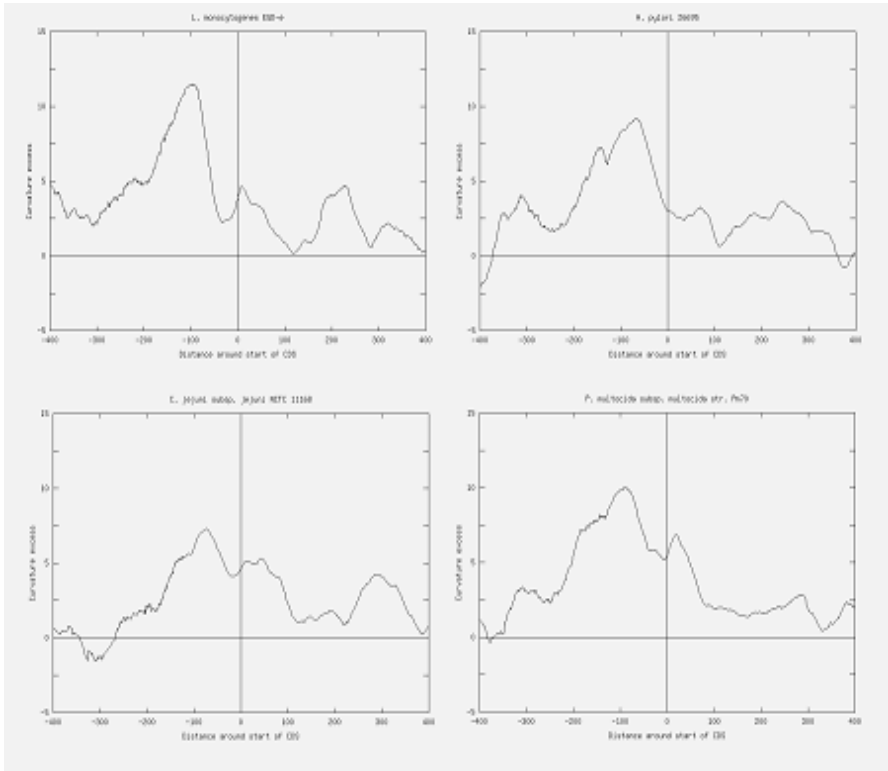 L. monocytogenes EGD-e
15
10
5
0
-5
-400 -300 -200 -100 0 100 200 300 400
Curvature excess
Distance around start of CDS
H. pylori 26695
15
10
5
0
-5
-400 -300 -200 -100 0 100 200 300 400
Curvature excess
Distance around start of CDS
C. jejuni subsp. jejuni NCTC 11168
15
10
5
0
-5
-400 -300 -200 -100 0 100 200 300 400
Curvature excess
Distance around start of CDS
P. multocida subsp. multocida str. Pm70
15
10
5
0
-5
-400 -300 -200 -100 0 100 200 300 400
Curvature excess
Distance around start of CDS